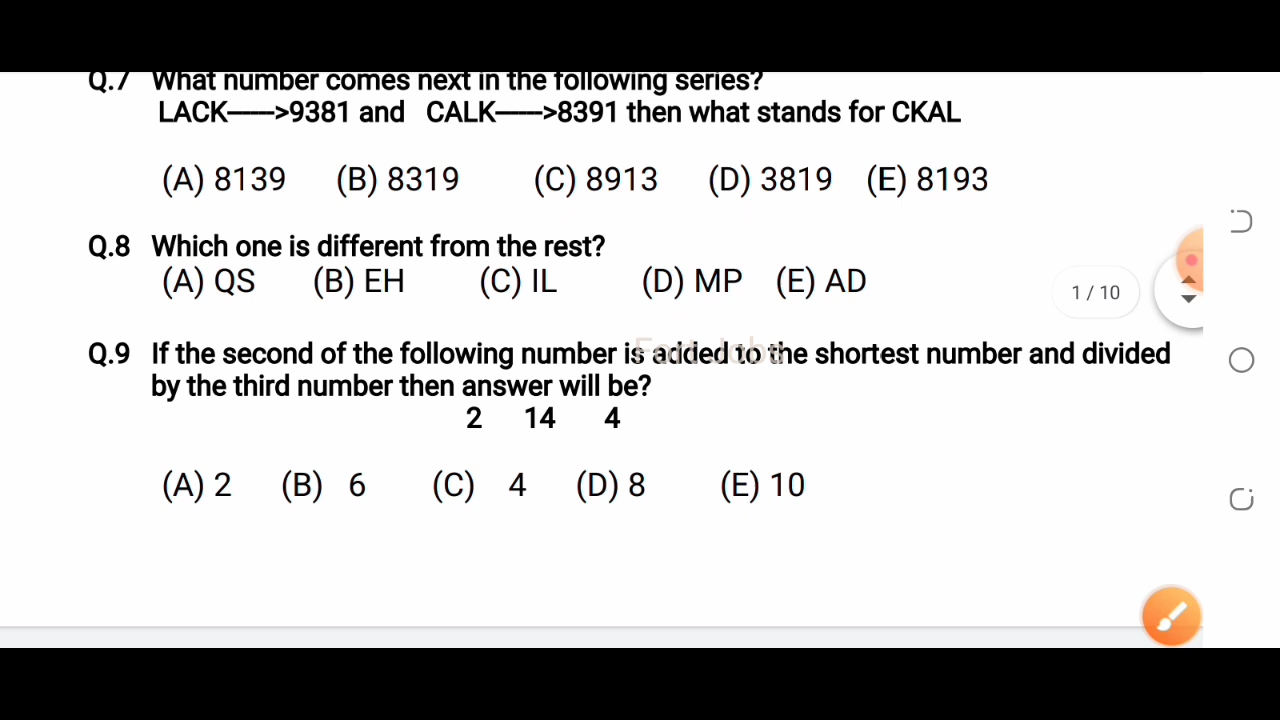 Q.7 What number comes next in the following series?
LACK----->9381 and CALK----->8391 then what stands for CKAL
(A) 8139 (B) 8319 (C) 8913 (D) 3819 (E) 8193
Q.8 Which one is different from the rest?
(A) QS (B) EH (C) IL (D) MP (E) AD
1 / 10
Q.9 If the second of the following number is added to the shortest number and divided
Fort Jobs
by the third number then answer will be?
2 14 4
(A) 2 (B) 6 (C) 4 (D) 8 (E) 10